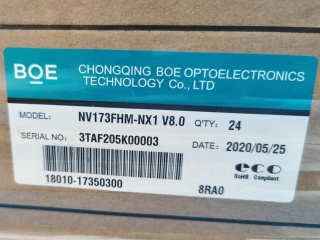 BOE
CHONGQING BOE OPTOELECTRONICS
TECHNOLOGY Co., LTD
MODEL: NV173FHM-NX1 V8.0 Q'TY: 24
SERIAL NO: 3TAF205K00003 DATE: 2020/05/25
eco
RoHS Compliant
18010-17350300 8RA0